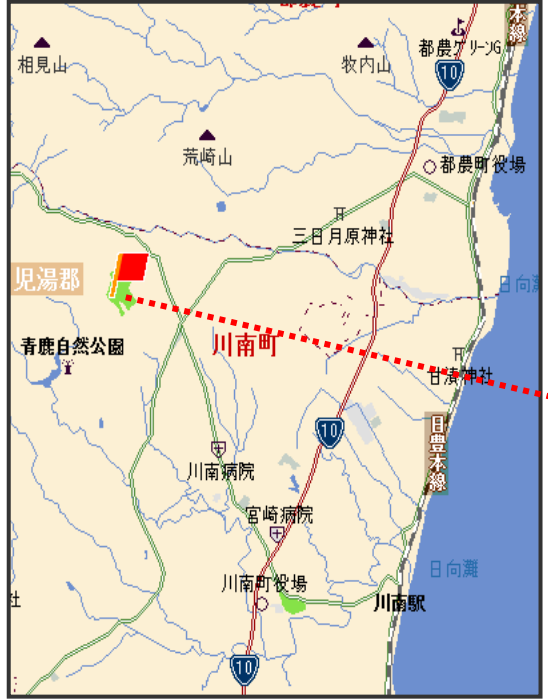 本線
都農グリーンG
10
相見山
牧内山
荒崎山
都農町役場
三日月原神社
児湯郡
日向灘
青鹿自然公園
川南町
甘漬神社
10
日豊本線
川南病院
宮崎病院
日向灘
川南町役場
川南駅
社
10